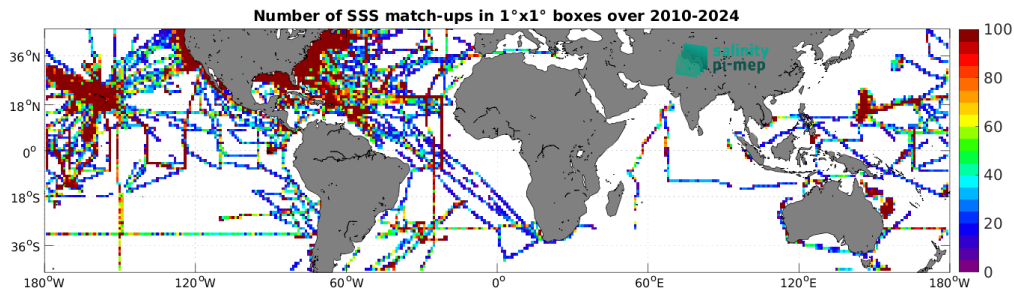 Number of SSS match-ups in 1°x1° boxes over 2010-2024
36°N
18°N
0°
18°S
36°S
180°W
120°W
60°W
0°
60°E
120°E
180°W
salinity
pi-mep
100
80
60
40
20
0